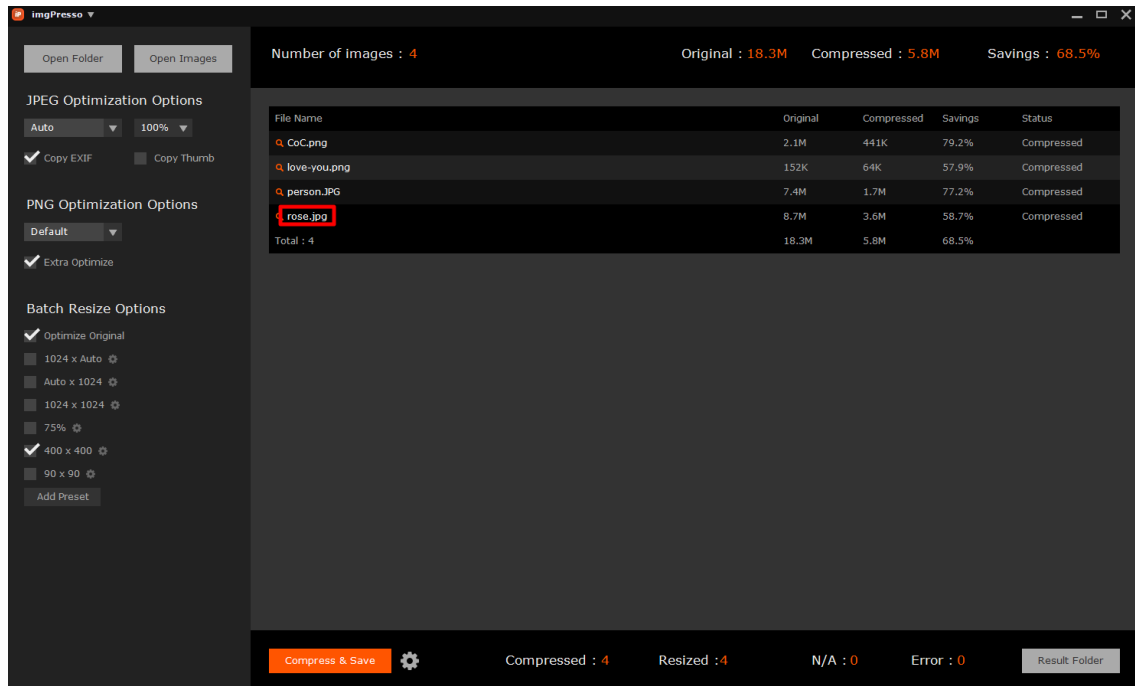 imgPresso ▼
Open Folder Open Images
Number of images : 4 Original : 18.3M Compressed : 5.8M Savings : 68.5%
JPEG Optimization Options
Auto ▼ 100% ▼
Copy EXIF Copy Thumb
PNG Optimization Options
Default ▼
Extra Optimize
Batch Resize Options
Optimize Original
1024 x Auto
Auto x 1024
1024 x 1024
75%
400 x 400
90 x 90
Add Preset
File Name Original Compressed Savings Status
CoC.png 2.1M 441K 79.2% Compressed
love-you.png 152K 64K 57.9% Compressed
person.JPG 7.4M 1.7M 77.2% Compressed
rose.jpg 8.7M 3.6M 58.7% Compressed
Total : 4 18.3M 5.8M 68.5%
Compress & Save Compressed : 4 Resized :4 N/A : 0 Error : 0 Result Folder